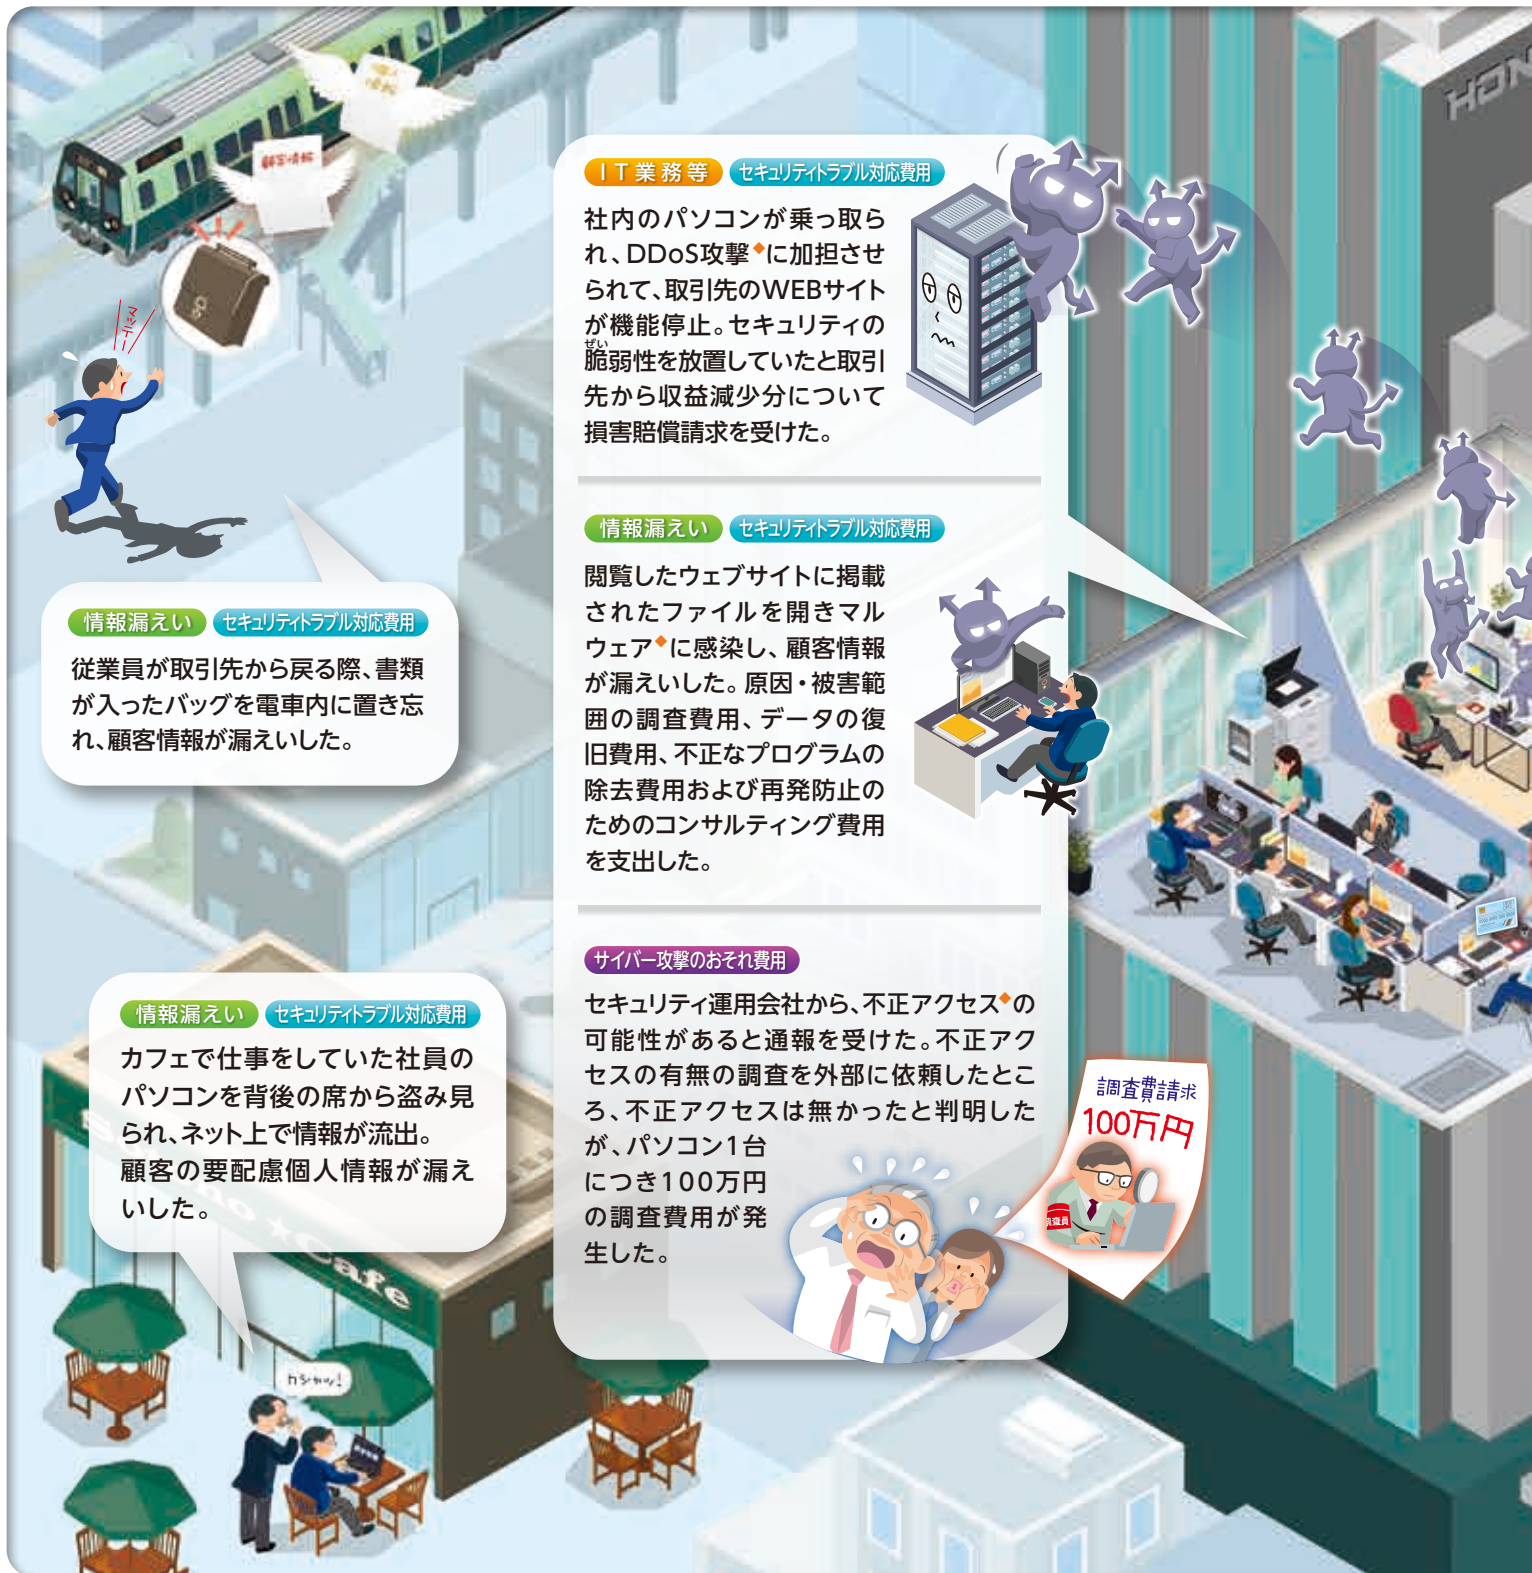 HON
顧客情報
マッテー
情報漏えい セキュリティトラブル対応費用
従業員が取引先から戻る際、書類
が入ったバッグを電車内に置き忘
れ、顧客情報が漏えいした。
情報漏えい セキュリティトラブル対応費用
カフェで仕事をしていた社員の
パソコンを背後の席から盗み見
られ、ネット上で情報が流出。
顧客の要配慮個人情報が漏え
いした。
カシャッ!
IT業務等 セキュリティトラブル対応費用
社内のパソコンが乗っ取ら
れ、DDoS攻撃◆に加担させ
られて、取引先のWEBサイト
が機能停止。セキュリティの
ぜい
脆弱性を放置していたと取引
先から収益減少分について
損害賠償請求を受けた。
情報漏えい セキュリティトラブル対応費用
閲覧したウェブサイトに掲載
されたファイルを開きマル
ウェア◆に感染し、顧客情報
が漏えいした。原因・被害範
囲の調査費用、データの復
旧費用、不正なプログラムの
除去費用および再発防止の
ためのコンサルティング費用
を支出した。
サイバー攻撃のおそれ費用
セキュリティ運用会社から、不正アクセス◆の
可能性があると通報を受けた。不正アク
セスの有無の調査を外部に依頼したとこ
ろ、不正アクセスは無かったと判明した
が、パソコン1台
につき100万円
の調査費用が発
生した。
調査費請求
100万円
調査員
Cafe